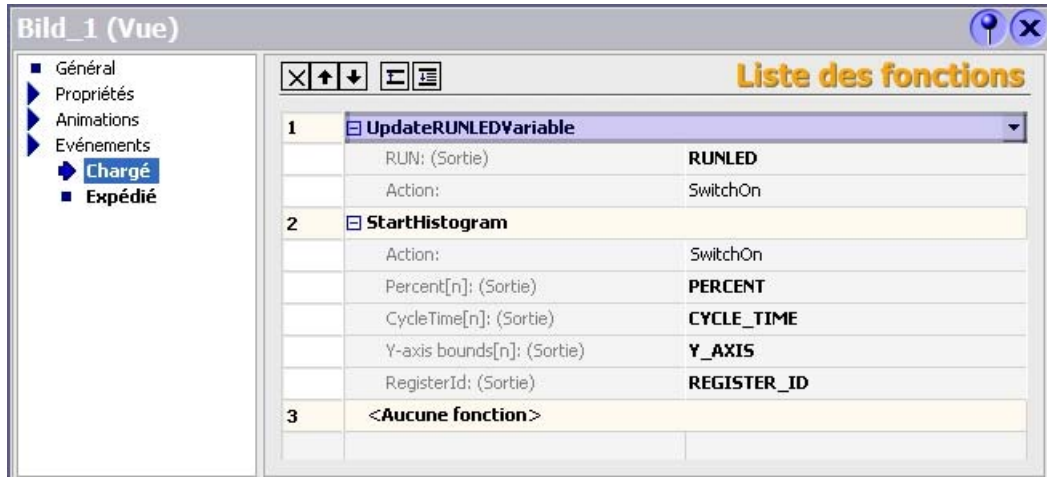 Bild_1 (Vue)
Général
Propriétés
Animations
Evénements
Chargé
Expédié
Liste des fonctions
1 UpdateRUNLEDVariable
RUN: (Sortie) RUNLED
Action: SwitchOn
2 StartHistogram
Action: SwitchOn
Percent[n]: (Sortie) PERCENT
CycleTime[n]: (Sortie) CYCLE_TIME
Y-axis bounds[n]: (Sortie) Y_AXIS
RegisterId: (Sortie) REGISTER_ID
3 <Aucune fonction>